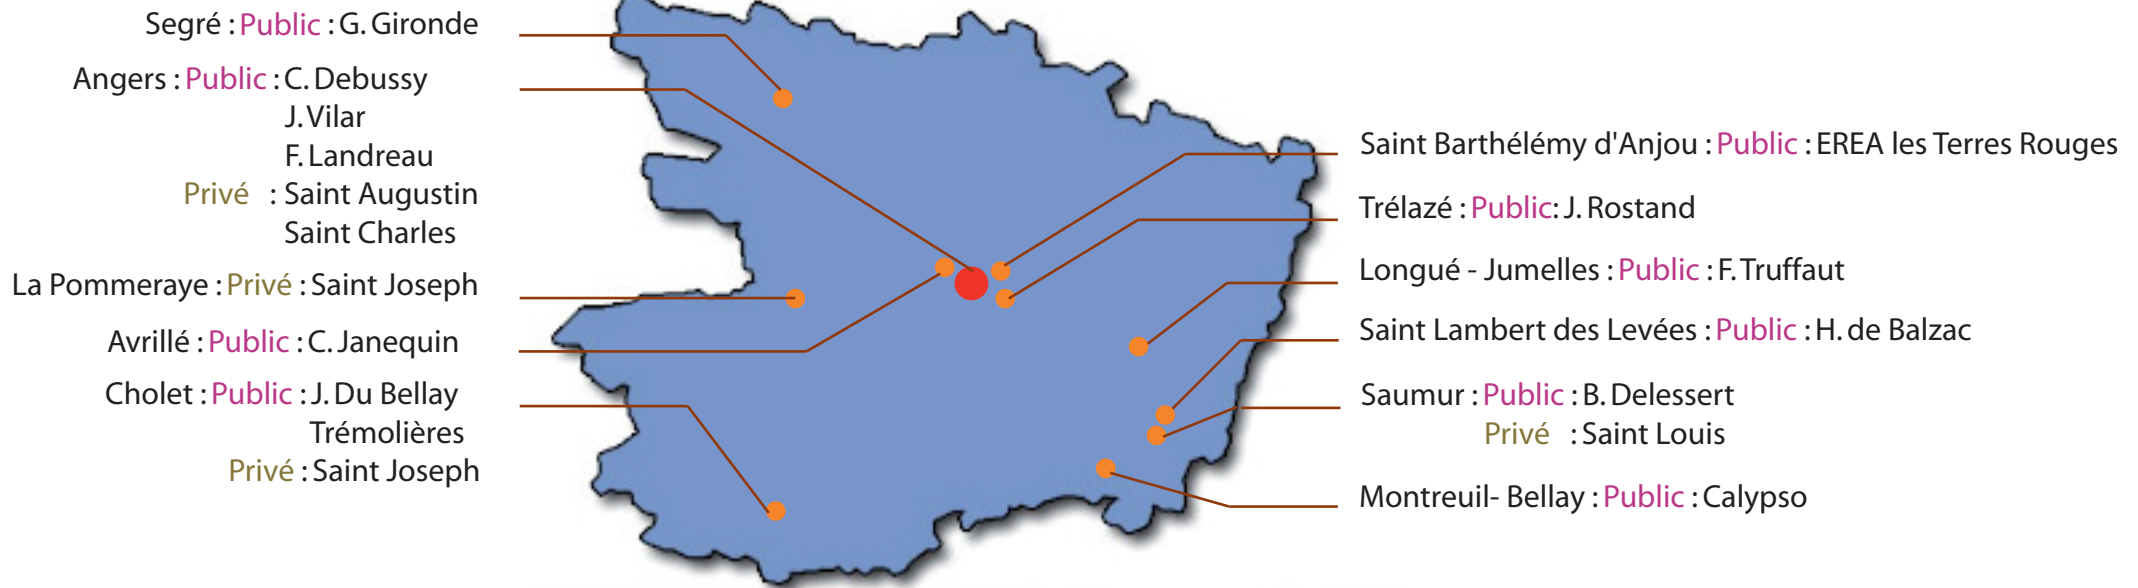 Segré : Public : G. Gironde
Angers : Public : C. Debussy
J. Vilar
F. Landreau
Privé : Saint Augustin
Saint Charles
La Pommeraye : Privé : Saint Joseph
Avrillé : Public : C. Janequin
Cholet : Public : J. Du Bellay
Trémolières
Privé : Saint Joseph
Saint Barthélémy d'Anjou : Public : EREA les Terres Rouges
Trélazé : Public: J. Rostand
Longué - Jumelles : Public : F. Truffaut
Saint Lambert des Levées : Public : H. de Balzac
Saumur : Public : B. Delessert
Privé : Saint Louis
Montreuil- Bellay : Public : Calypso